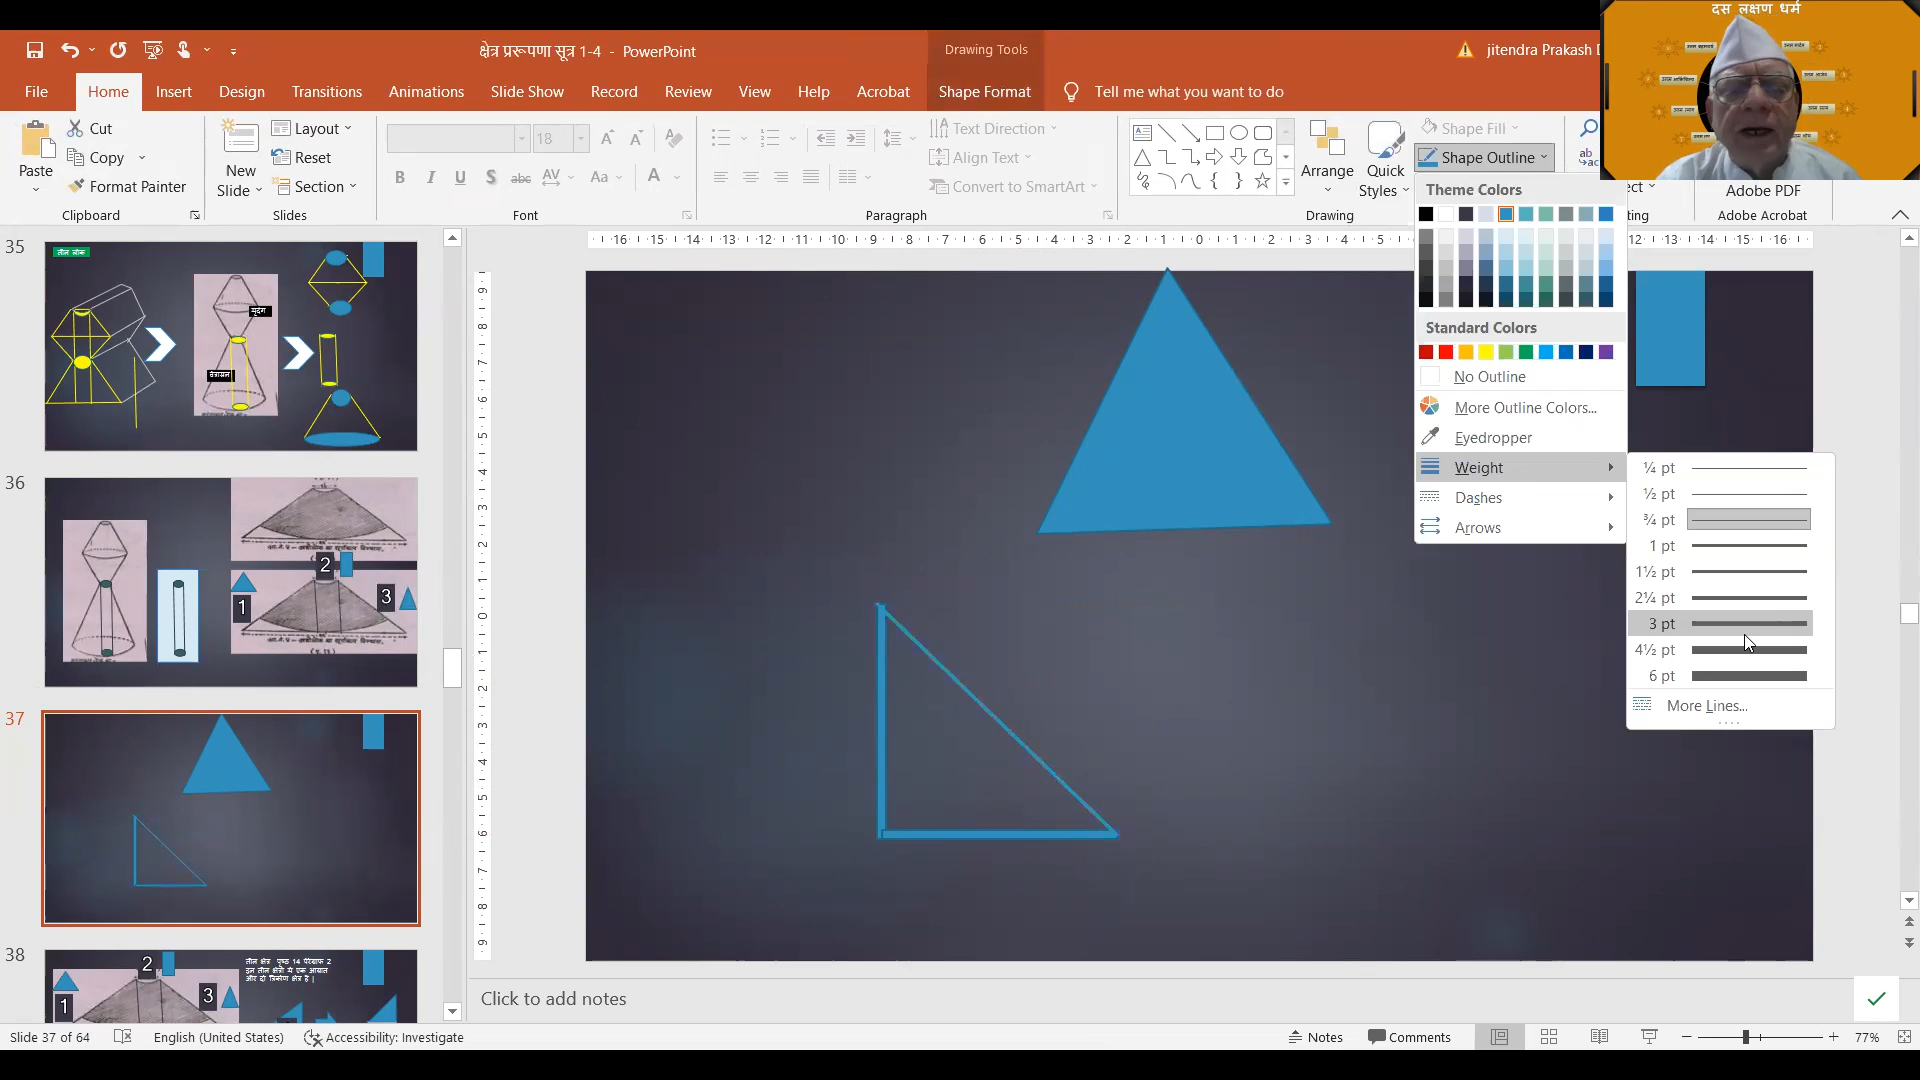 दस लक्षण धर्म
क्षेत्र प्ररूपणा सूत्र 1-4 - PowerPoint
Drawing Tools
jitendra Prakash
File
Home
Insert
Design
Transitions
Animations
Slide Show
Record
Review
View
Help
Acrobat
Shape Format
Tell me what you want to do
Paste
Cut
Copy
Format Painter
Clipboard
New
Slide
Layout
Reset
Section
Slides
18
Font
Text Direction
Align Text
Convert to SmartArt
Paragraph
Arrange
Quick
Styles
Drawing
Shape Fill
Shape Outline
Adobe PDF
Adobe Acrobat
Theme Colors
Standard Colors
No Outline
More Outline Colors...
Eyedropper
Weight
Dashes
Arrows
¼ pt
½ pt
¾ pt
1 pt
1½ pt
2¼ pt
3 pt
4½ pt
6 pt
More Lines...
35
तीन लोक
मृदंग
36
1
2
3
37
38
1
2
3
तीन क्षेत्र पृष्ठ 14 पैराग्राफ 2
Click to add notes
Slide 37 of 64
English (United States)
Accessibility: Investigate
Notes
Comments
77%